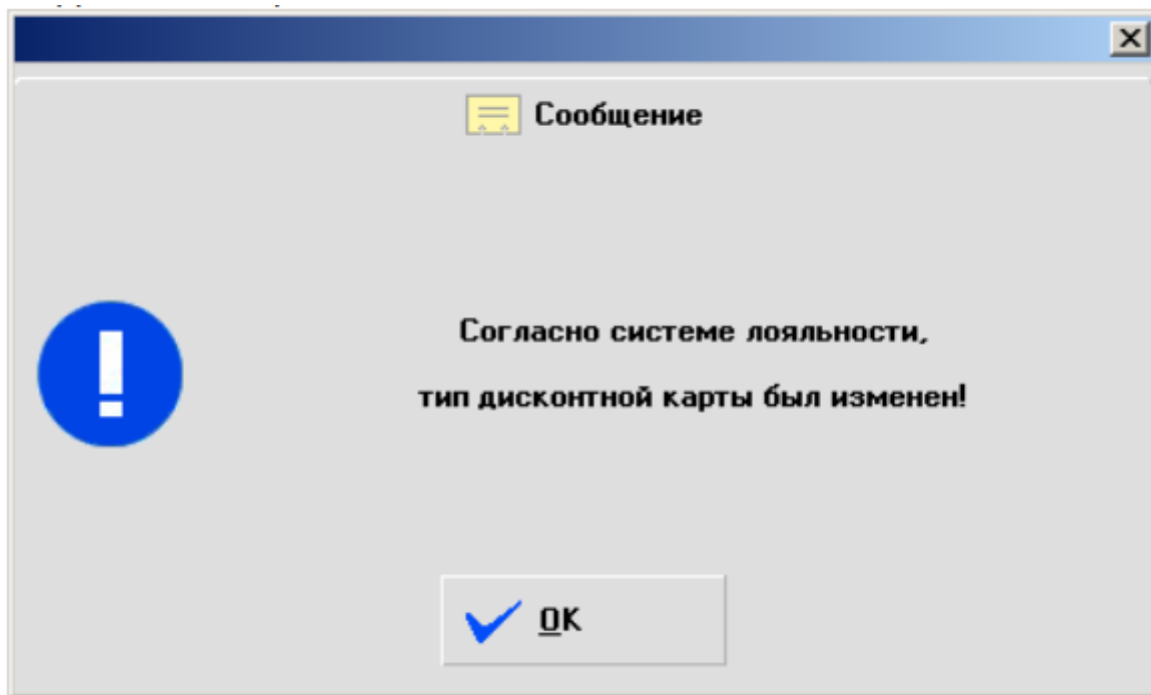 Сообщение
Согласно системе лояльности,
тип дисконтной карты был изменен!
OK